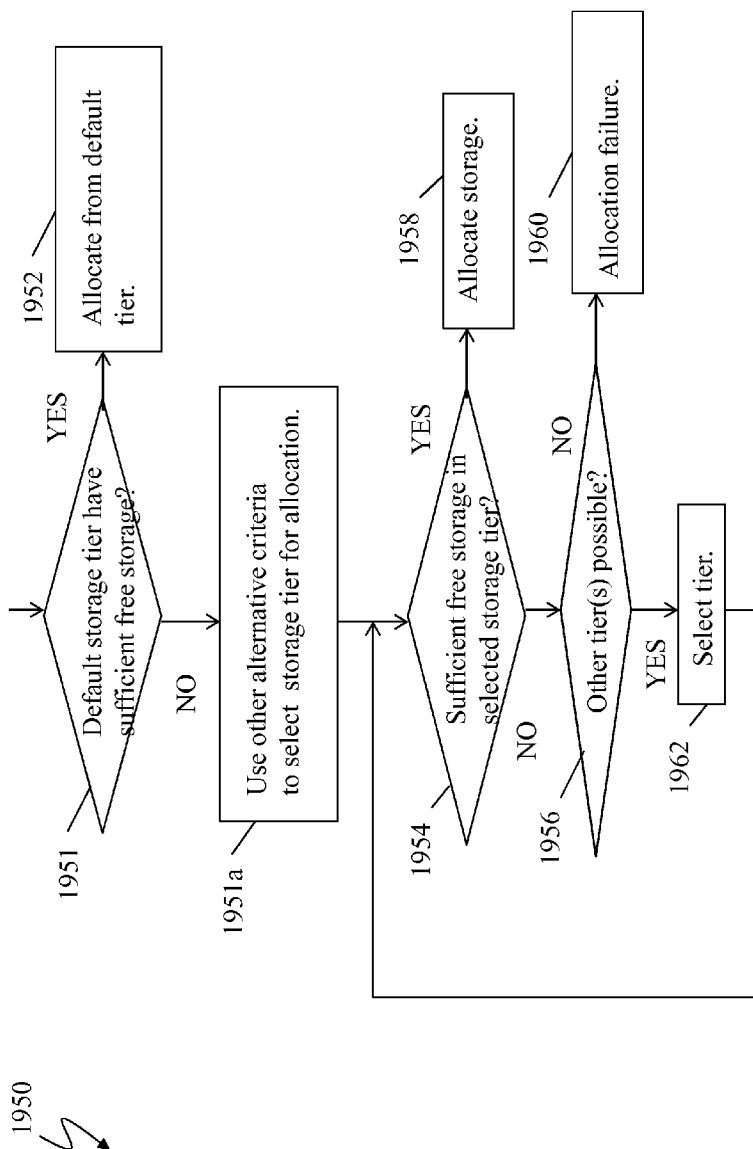 1950
1951
Default storage tier have
sufficient free storage?
YES
1952
Allocate from default
tier.
NO
1951a
Use other alternative criteria
to select storage tier for allocation.
1954
Sufficient free storage in
selected storage tier?
YES
1958
Allocate storage.
NO
1956
Other tier(s) possible?
NO
1960
Allocation failure.
YES
1962
Select tier.